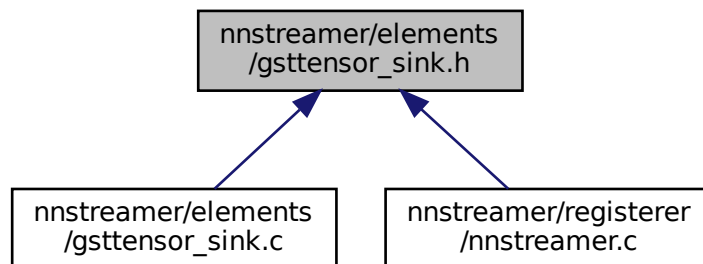 nnstreamer/elements
/gsttensor_sink.h
nnstreamer/elements
/gsttensor_sink.c
nnstreamer/registerer
/nnstreamer.c